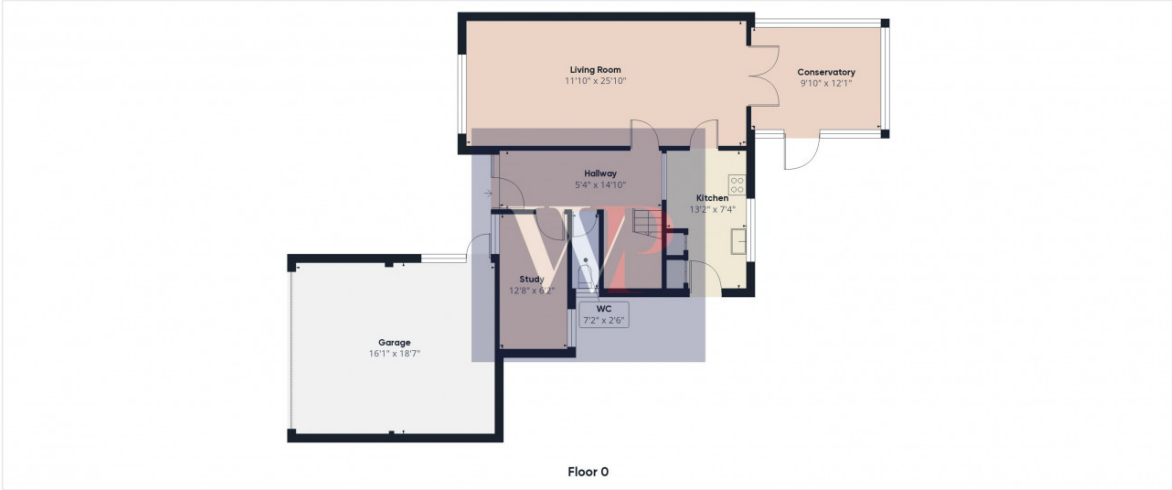 Living Room
11'10" x 25'10"
Conservatory
9'10" x 12'1"
Hallway
5'4" x 14'10"
Kitchen
13'2" x 7'4"
Study
12'8" x 6'2"
WC
7'2" x 2'6"
Garage
16'1" x 18'7"
WP
Floor 0